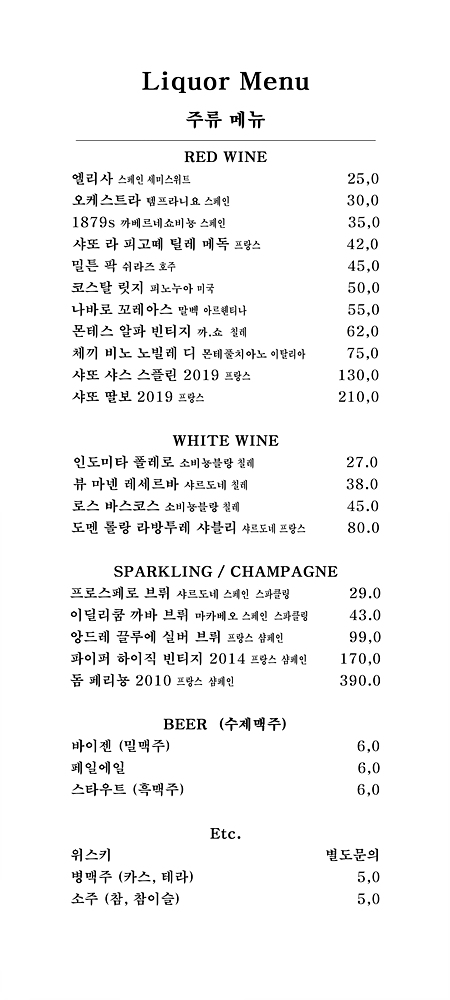 Liquor Menu
주류 메뉴
RED WINE
엘리사 스페인 세미스위트 25,0
오케스트라 템프라니요 스페인 30,0
1879s 까베르네쇼비뇽 스페인 35,0
샤또 라 피고떼 틸레 메독 프랑스 42,0
밀튼 팍 쉬라즈 호주 45,0
코스탈 릿지 피노누아 미국 50,0
나바로 꼬레아스 말벡 아르헨티나 55,0
몬테스 알파 빈티지 까.쇼 칠레 62,0
체끼 비노 노빌레 디 몬테풀치아노 이탈리아 75,0
샤또 샤스 스플린 2019 프랑스 130,0
샤또 딸보 2019 프랑스 210,0
WHITE WINE
인도미타 폴레로 소비뇽블랑 칠레 27.0
뷰 마넨 레세르바 샤르도네 칠레 38.0
로스 바스코스 소비뇽블랑 칠레 45.0
도멘 롤랑 라방투레 샤블리 샤르도네 프랑스 80.0
SPARKLING / CHAMPAGNE
프로스페로 브뤼 샤르도네 스페인 스파클링 29.0
이딜리쿰 까바 브뤼 마카베오 스페인 스파클링 43.0
앙드레 끌루에 실버 브뤼 프랑스 샴페인 99,0
파이퍼 하이직 빈티지 2014 프랑스 샴페인 170,0
돔 페리뇽 2010 프랑스 샴페인 390.0
BEER (수제맥주)
바이젠 (밀맥주) 6,0
페일에일 6,0
스타우트 (흑맥주) 6,0
Etc.
위스키 별도문의
병맥주 (카스, 테라) 5,0
소주 (참, 참이슬) 5,0